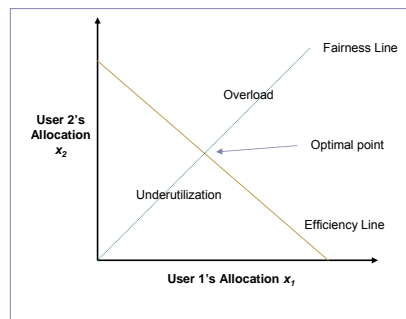 Fairness Line
Overload
User 2's
Allocation
x2
Optimal point
Underutilization
Efficiency Line
User 1's Allocation x1